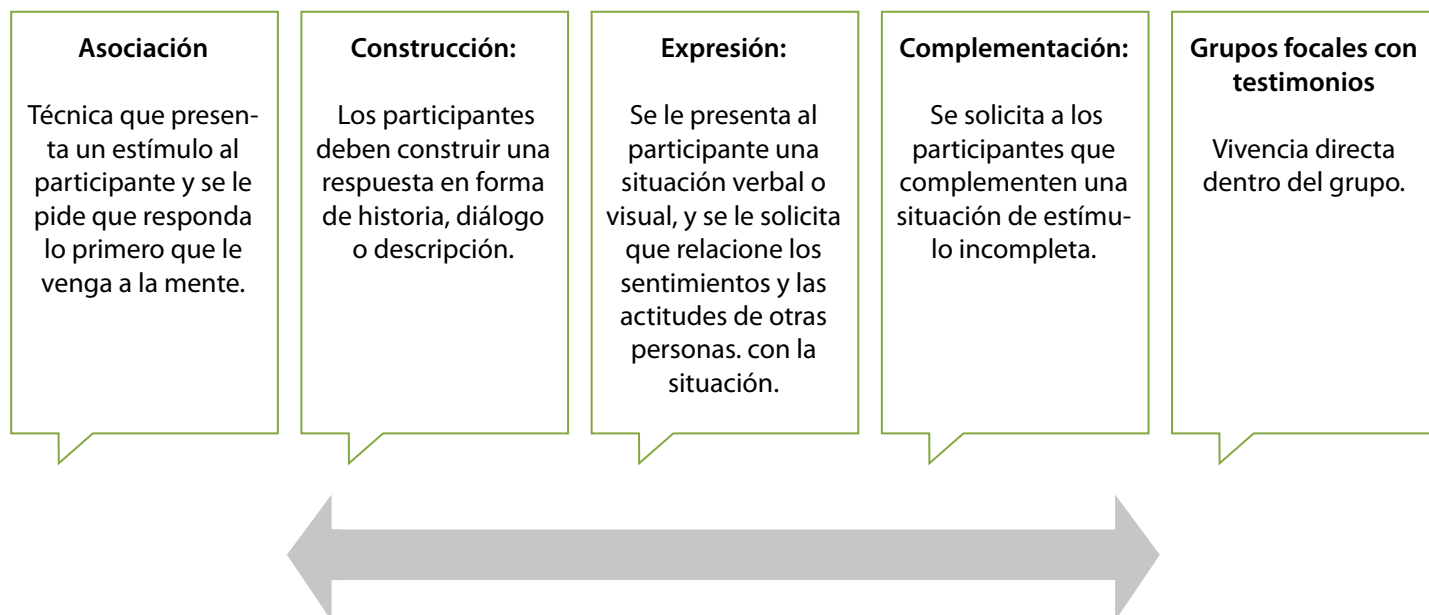 Asociación
Técnica que presen-
ta un estímulo al
participante y se le
pide que responda
lo primero que le
venga a la mente.
Construcción:
Los participantes
deben construir una
respuesta en forma
de historia, diálogo
o descripción.
Expresión:
Se le presenta al
participante una
situación verbal o
visual, y se le solicita
que relacione los
sentimientos y las
actitudes de otras
personas. con la
situación.
Complementación:
Se solicita a los
participantes que
complementen una
situación de estímu-
lo incompleta.
Grupos focales con
testimonios
Vivencia directa
dentro del grupo.